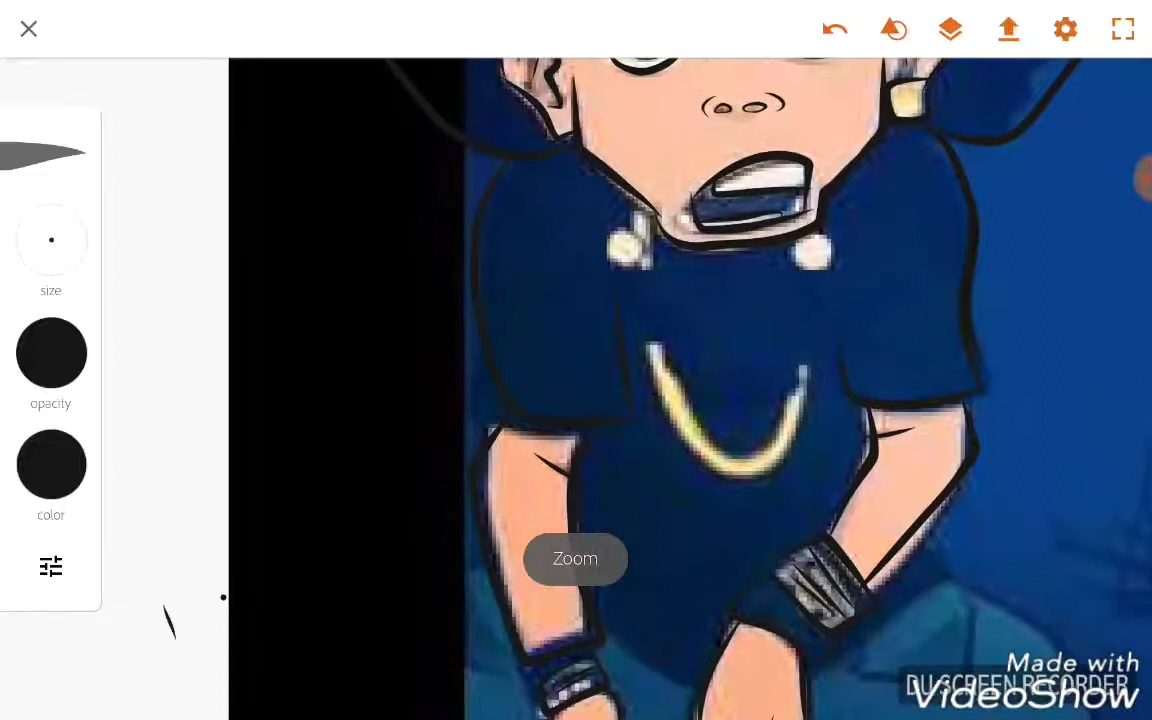 size
opacity
color
Zoom
Made with
DU SCREEN RECORDER
VideoShow